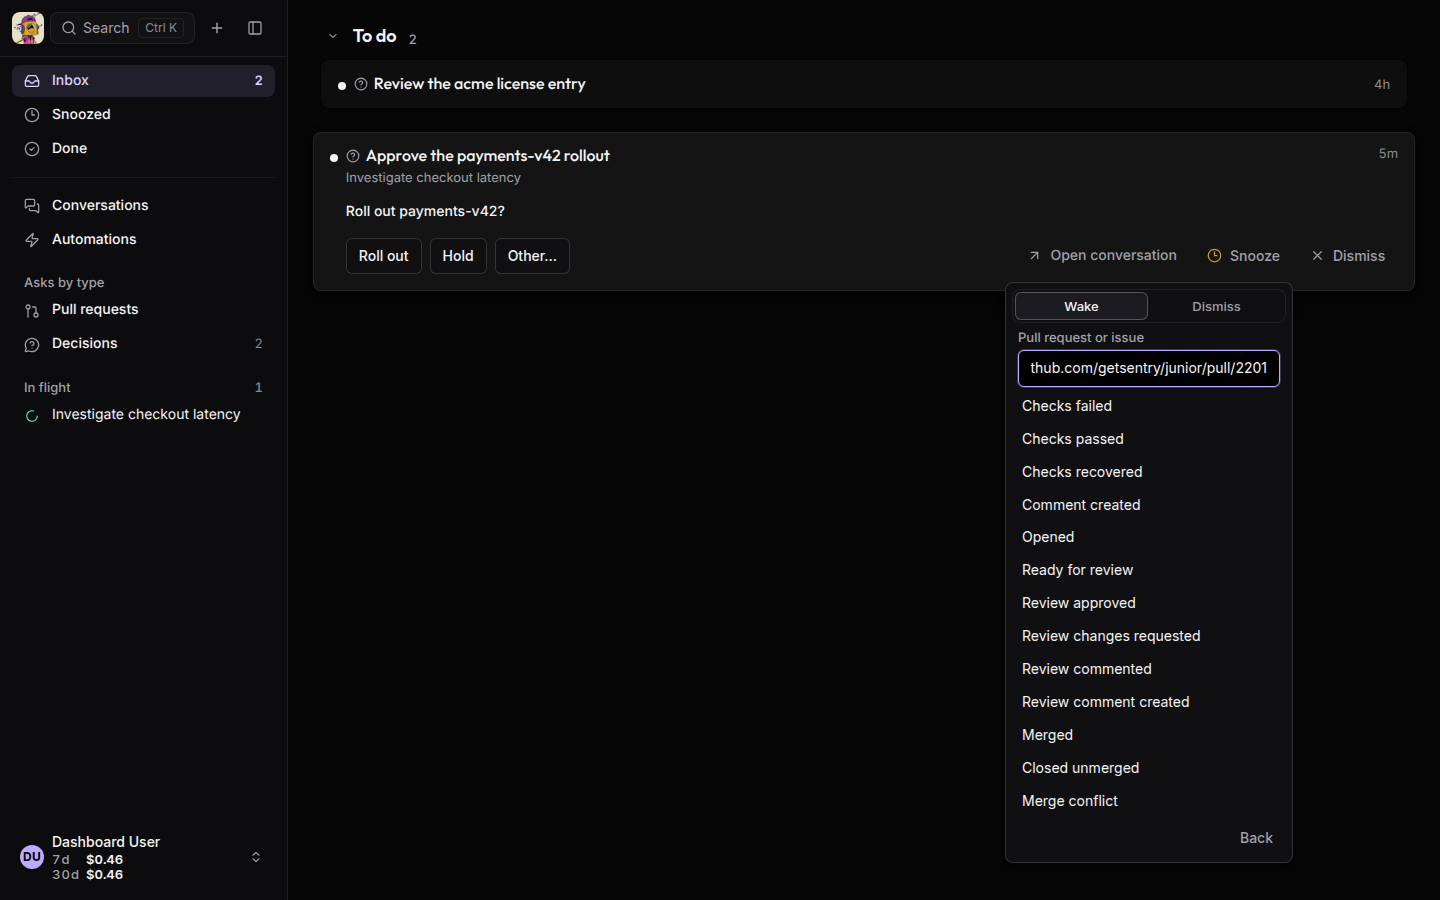 Search Ctrl K
Inbox 2
Snoozed
Done
Conversations
Automations
Asks by type
Pull requests
Decisions 2
In flight 1
Investigate checkout latency
DU Dashboard User
7d $0.46
30d $0.46
To do 2
Review the acme license entry 4h
Approve the payments-v42 rollout 5m
Investigate checkout latency
Roll out payments-v42?
Roll out Hold Other... Open conversation Snooze Dismiss
Wake Dismiss
Pull request or issue
thub.com/getsentry/junior/pull/2201
Checks failed
Checks passed
Checks recovered
Comment created
Opened
Ready for review
Review approved
Review changes requested
Review commented
Review comment created
Merged
Closed unmerged
Merge conflict
Back